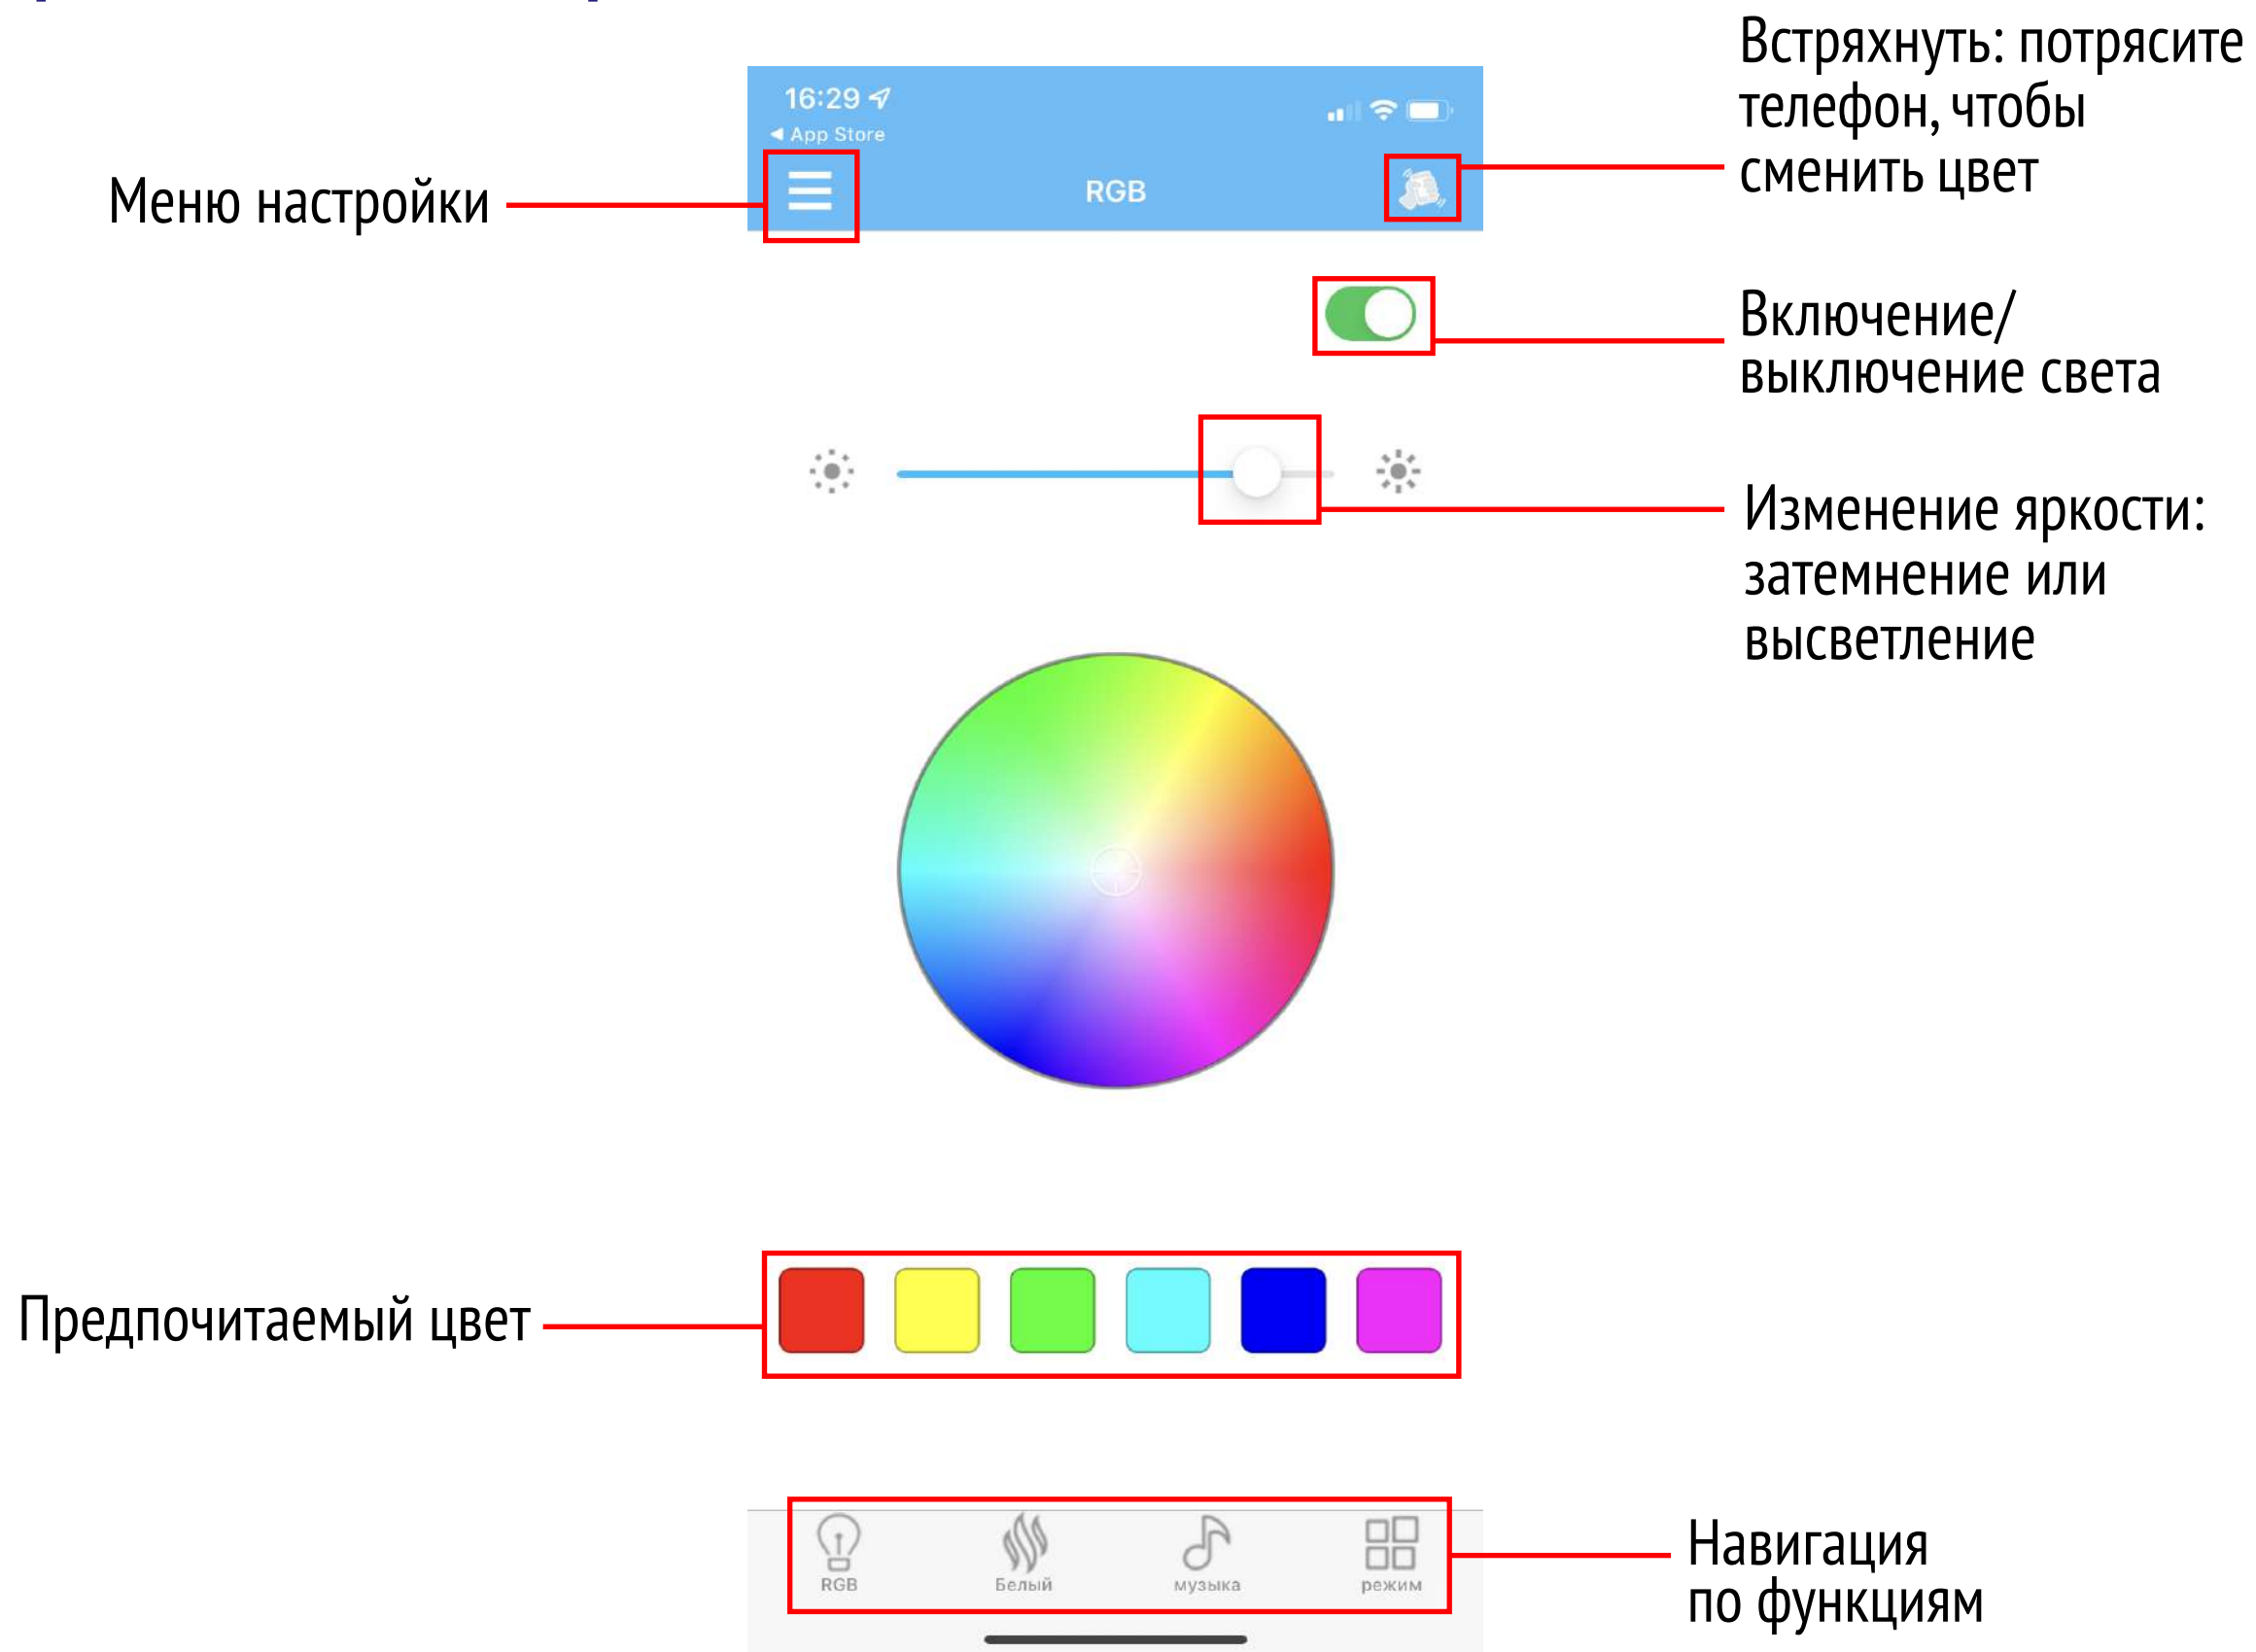 Встряхнуть: потрясите
телефон, чтобы
сменить цвет
16:29
App Store
Меню настройки
RGB
Включение/
выключение света
Изменение яркости:
затемнение или
высветление
Предпочитаемый цвет
RGB
Белый
музыка
режим
Навигация
по функциям